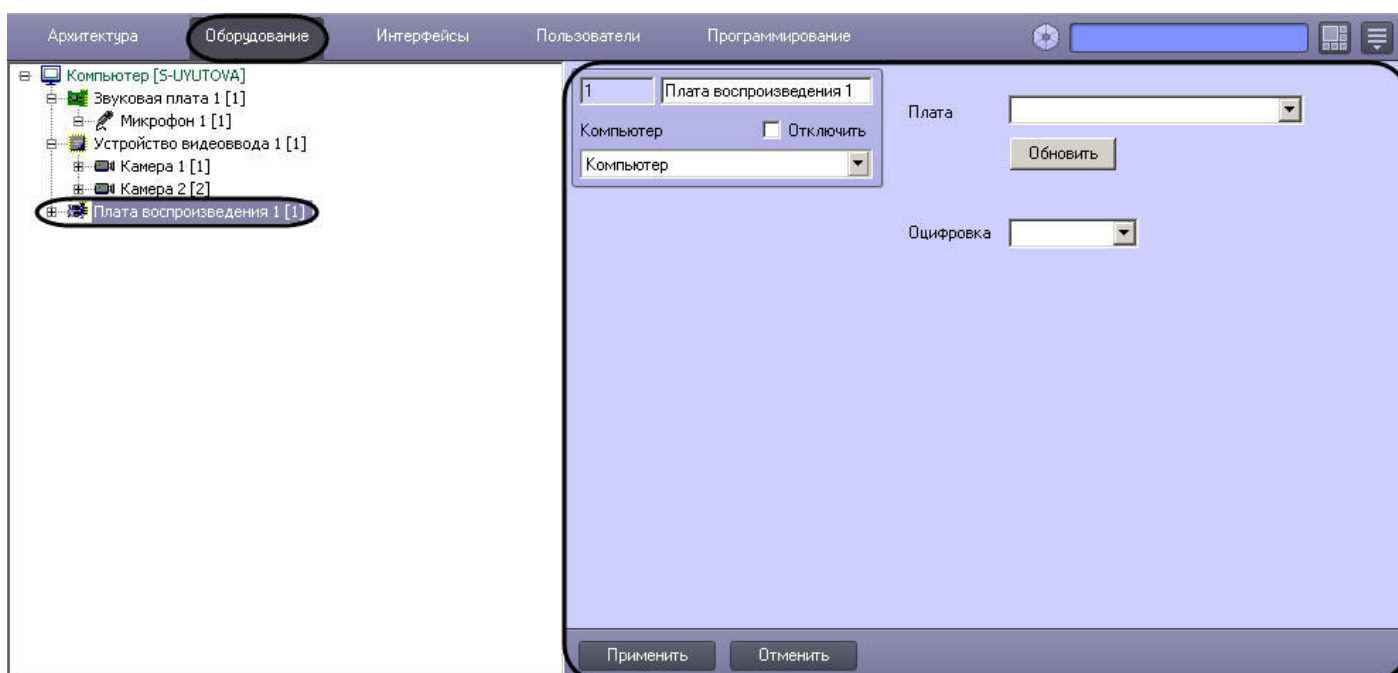 Архитектура Оборудование Интерфейсы Пользователи Программирование
Компьютер [S-UYUTOVA]
Звуковая плата 1 [1]
Микрофон 1 [1]
Устройство видеоввода 1 [1]
Камера 1 [1]
Камера 2 [2]
Плата воспроизведения 1 [1]
1 Плата воспроизведения 1
Компьютер Отключить
Компьютер
Плата
Обновить
Оцифровка
Применить Отменить